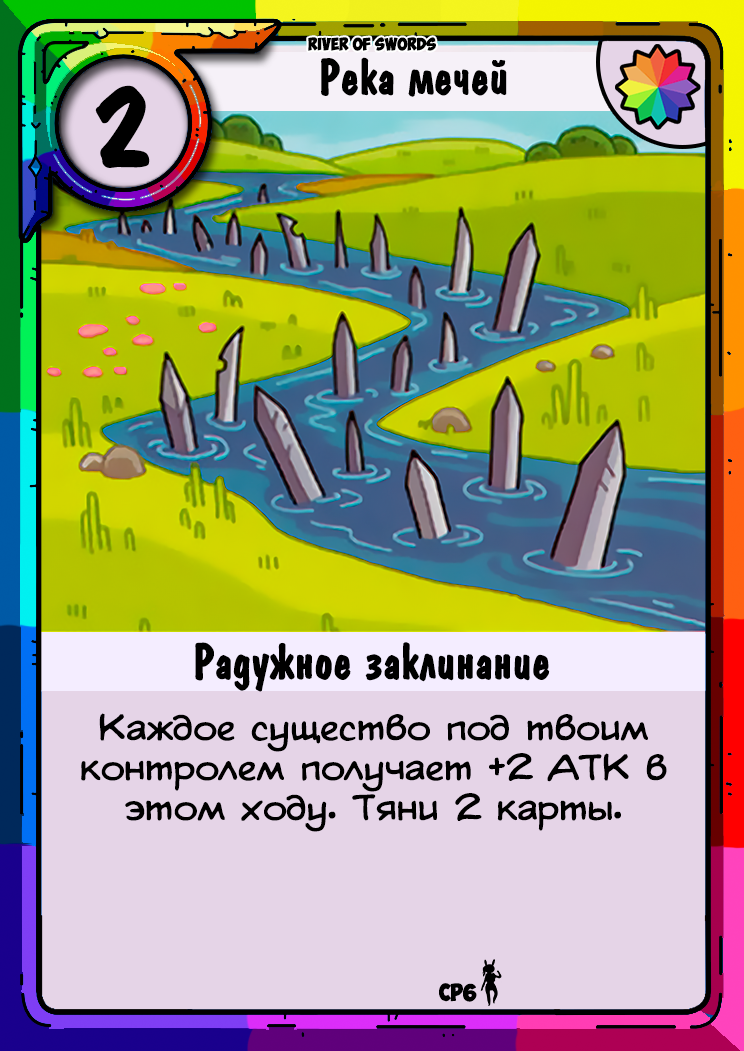 RIVER OF SWORDS
2
Река мечей
Радужное заклинание
Каждое существо под твоим
контролем получает +2 АТК в
этом ходу. Тяни 2 карты.
CP6